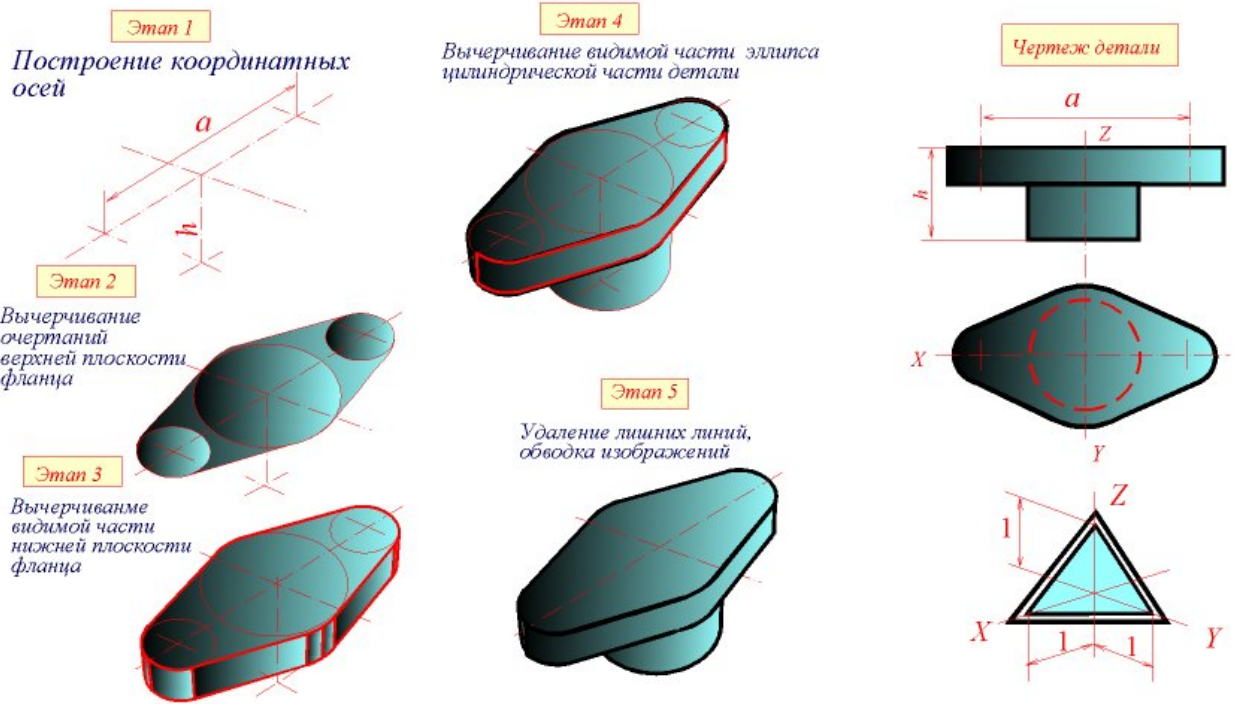 Этап 1
Построение координатных
осей
a
h
Этап 2
Вычерчивание
очертаний
верхней плоскости
фланца
Этап 3
Вычерчиванме
видимой части
нижней плоскости
фланца
Этап 4
Вычерчивание видимой части эллипса
цилиндрической части детали
Этап 5
Удаление лишних линий,
обводка изображений
Чертеж детали
a
Z
h
X
Y
Z
1
X
Y
1
1